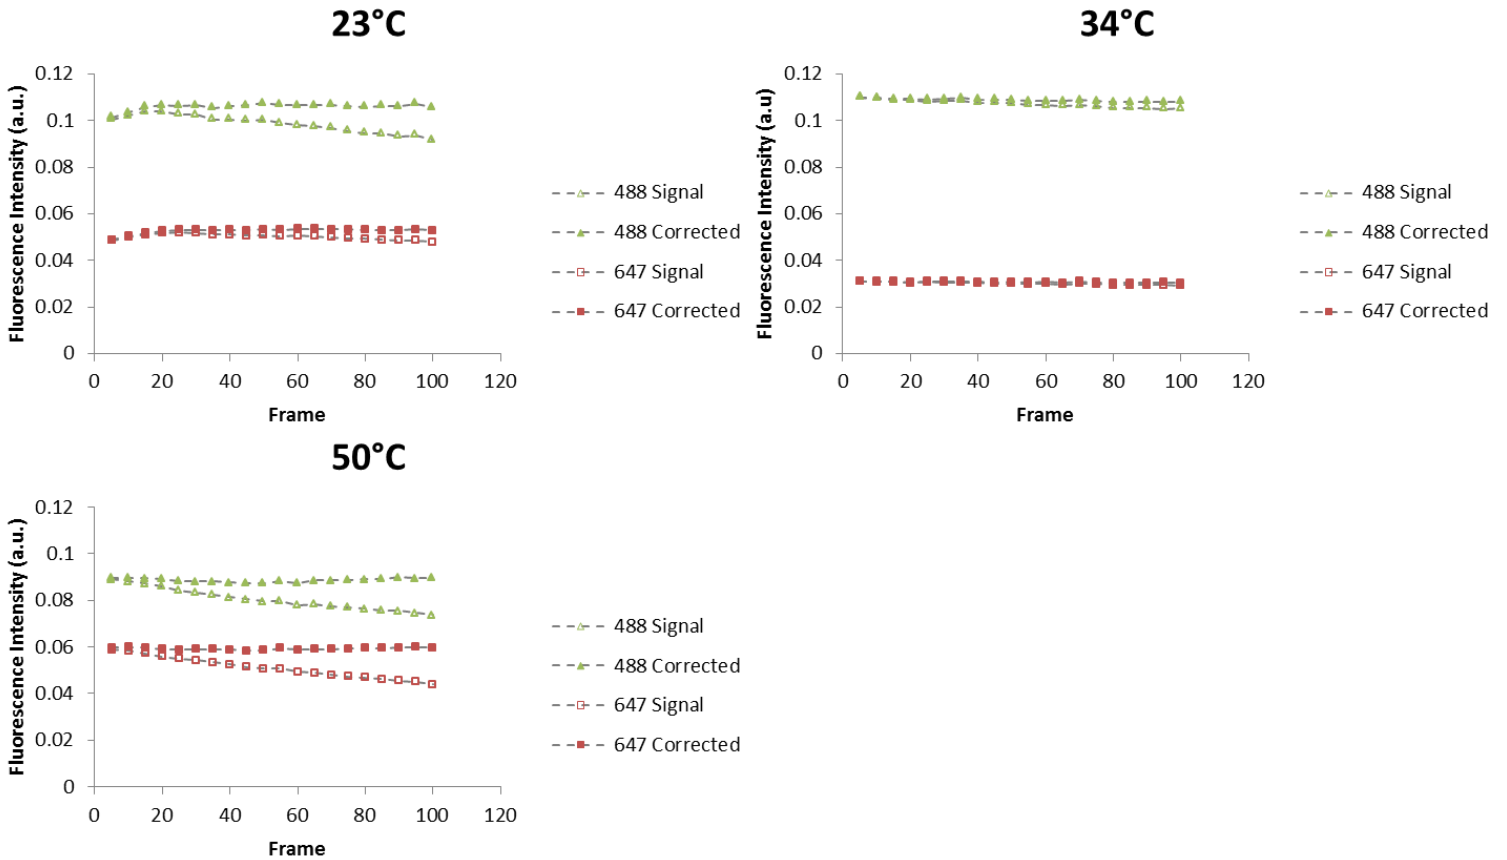 23°C
Fluorescence Intensity (a.u.)
0.12
0.1
0.08
0.06
0.04
0.02
0
0 20 40 60 80 100 120
Frame
488 Signal
488 Corrected
647 Signal
647 Corrected
34°C
Fluorescence Intensity (a.u)
0.12
0.1
0.08
0.06
0.04
0.02
0
0 20 40 60 80 100 120
Frame
488 Signal
488 Corrected
647 Signal
647 Corrected
50°C
Fluorescence Intensity (a.u.)
0.12
0.1
0.08
0.06
0.04
0.02
0
0 20 40 60 80 100 120
Frame
488 Signal
488 Corrected
647 Signal
647 Corrected